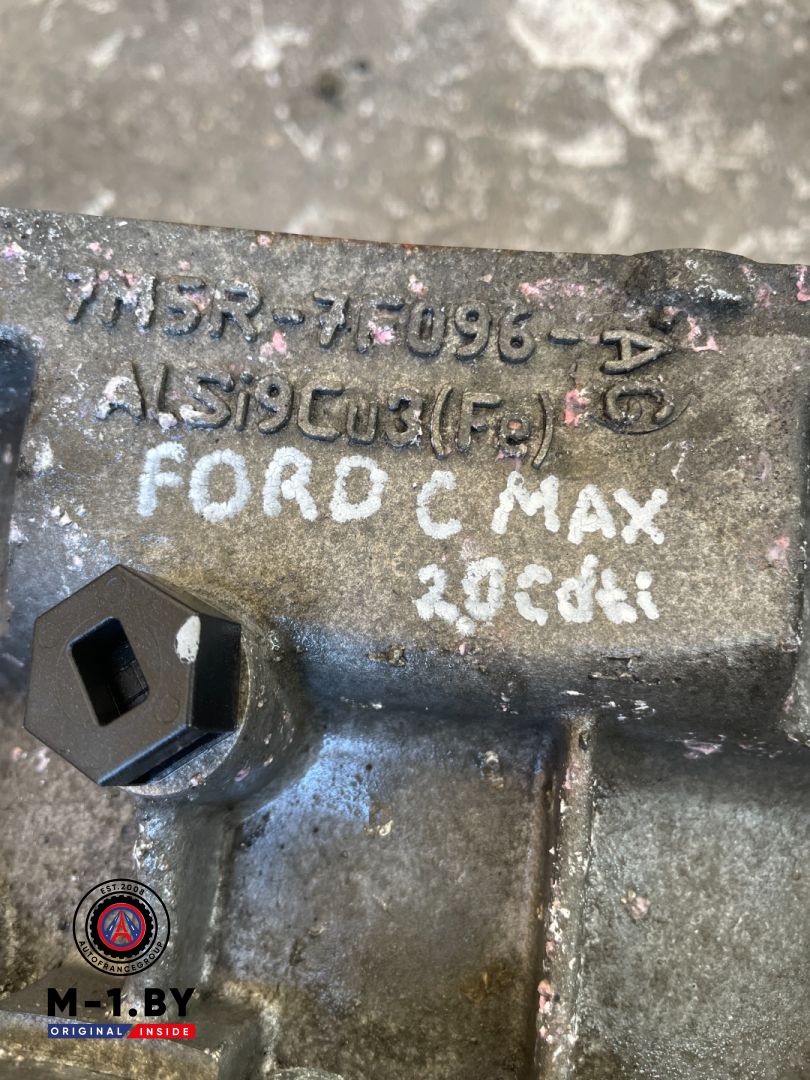 7M5R-7F096-AG
ALSi9Cu3(Fe)
FORD C MAX
2,0Cdti
EST.2008
AUTOFRANCEGROUP
M-1.BY
ORIGINAL INSIDE